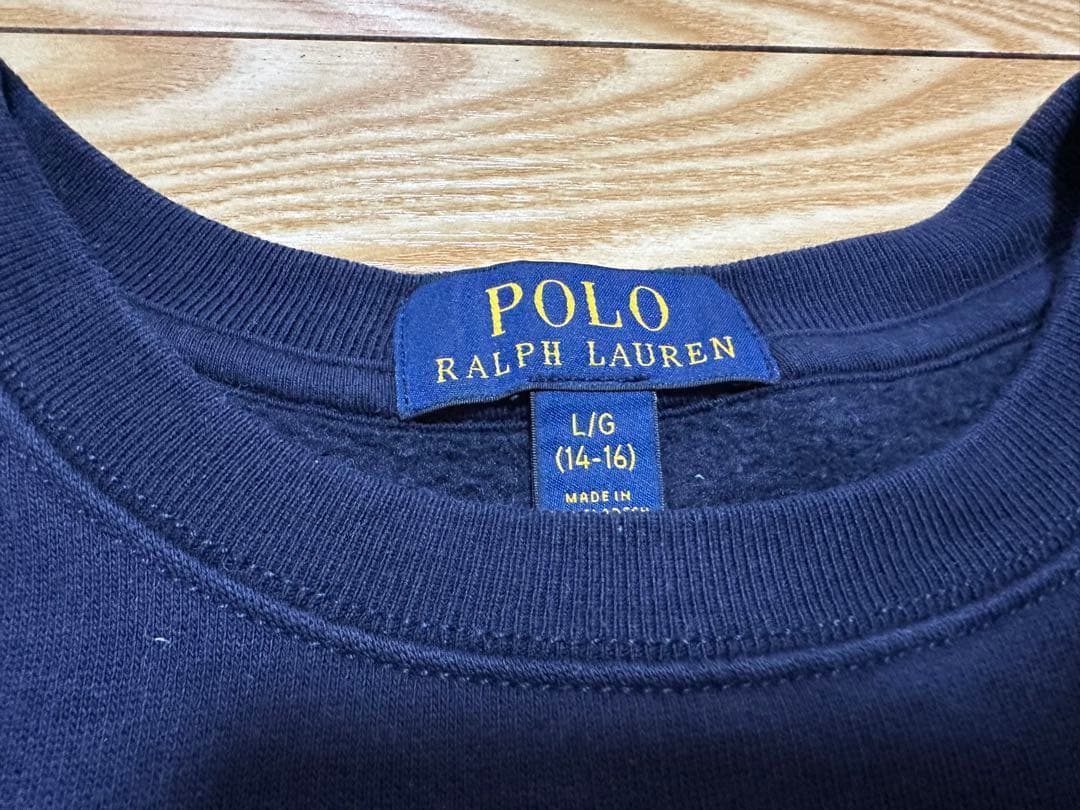 POLO
RALPH LAUREN
L/G
(14-16)
MADE IN